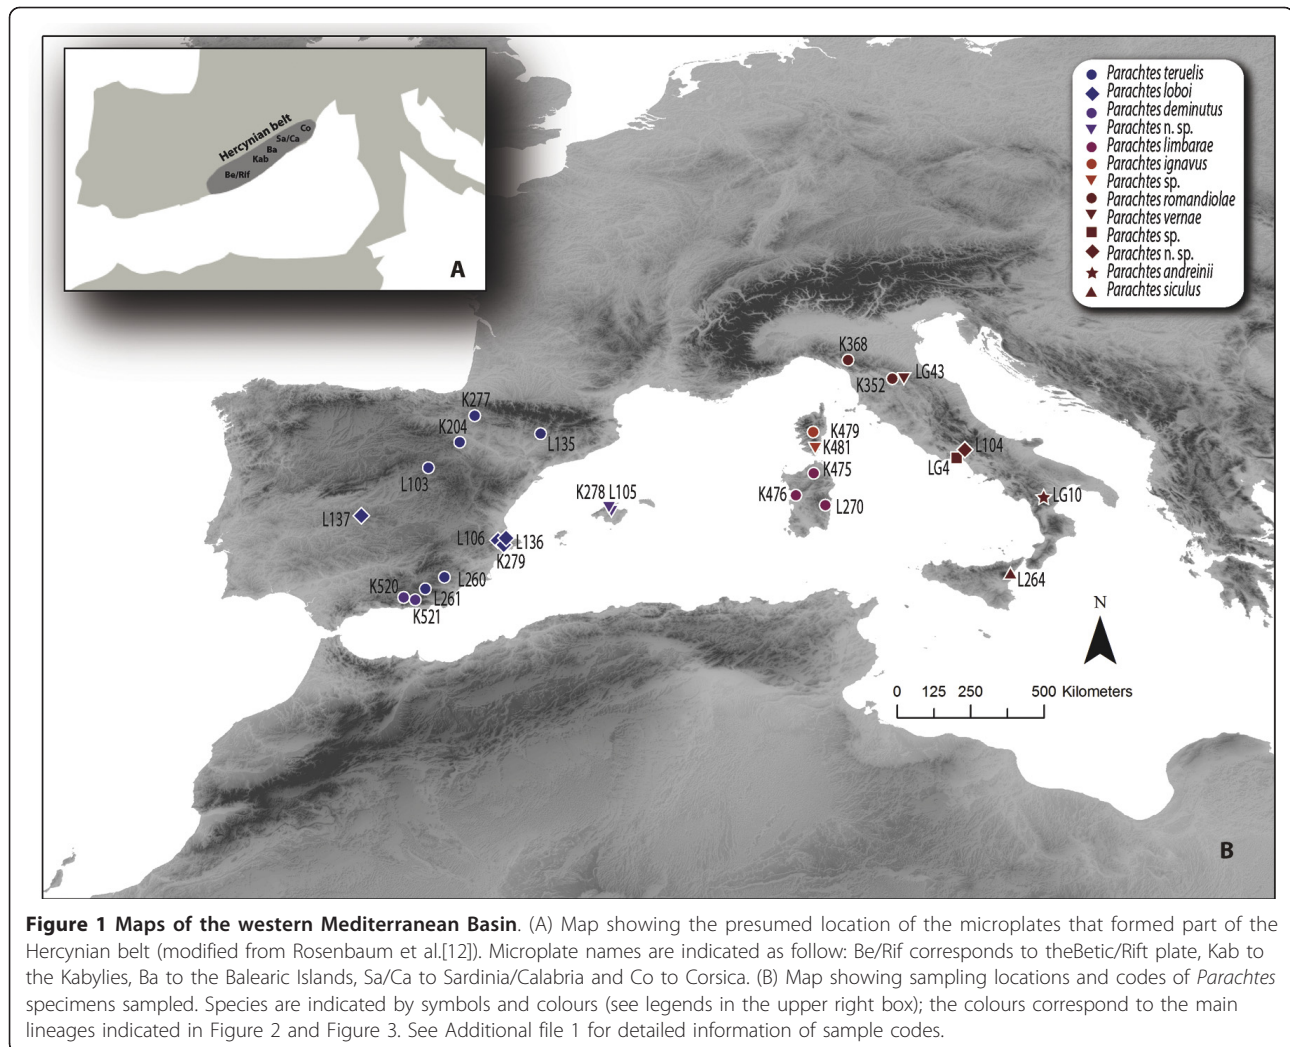 Hercynian belt
Co
Sa/Ca
Ba
Kab
Be/Rif
A
Parachtes teruelis
Parachtes loboi
Parachtes deminutus
Parachtes n. sp.
Parachtes limbarae
Parachtes ignavus
Parachtes sp.
Parachtes romandiolae
Parachtes vernae
Parachtes sp.
Parachtes n. sp.
Parachtes andreinii
Parachtes siculus
K368
K352
LG43
K277
K204
L135
L103
K479
K481
K475
K476
L270
L104
LG4
LG10
K278 L105
L137
L106
L136
K279
L260
K520
L261
K521
L264
N
0 125 250 500 Kilometers
B
Figure 1 Maps of the western Mediterranean Basin. (A) Map showing the presumed location of the microplates that formed part of the
Hercynian belt (modified from Rosenbaum et al.[12]). Microplate names are indicated as follow: Be/Rif corresponds to theBetic/Rift plate, Kab to
the Kabylies, Ba to the Balearic Islands, Sa/Ca to Sardinia/Calabria and Co to Corsica. (B) Map showing sampling locations and codes of Parachtes
specimens sampled. Species are indicated by symbols and colours (see legends in the upper right box); the colours correspond to the main
lineages indicated in Figure 2 and Figure 3. See Additional file 1 for detailed information of sample codes.